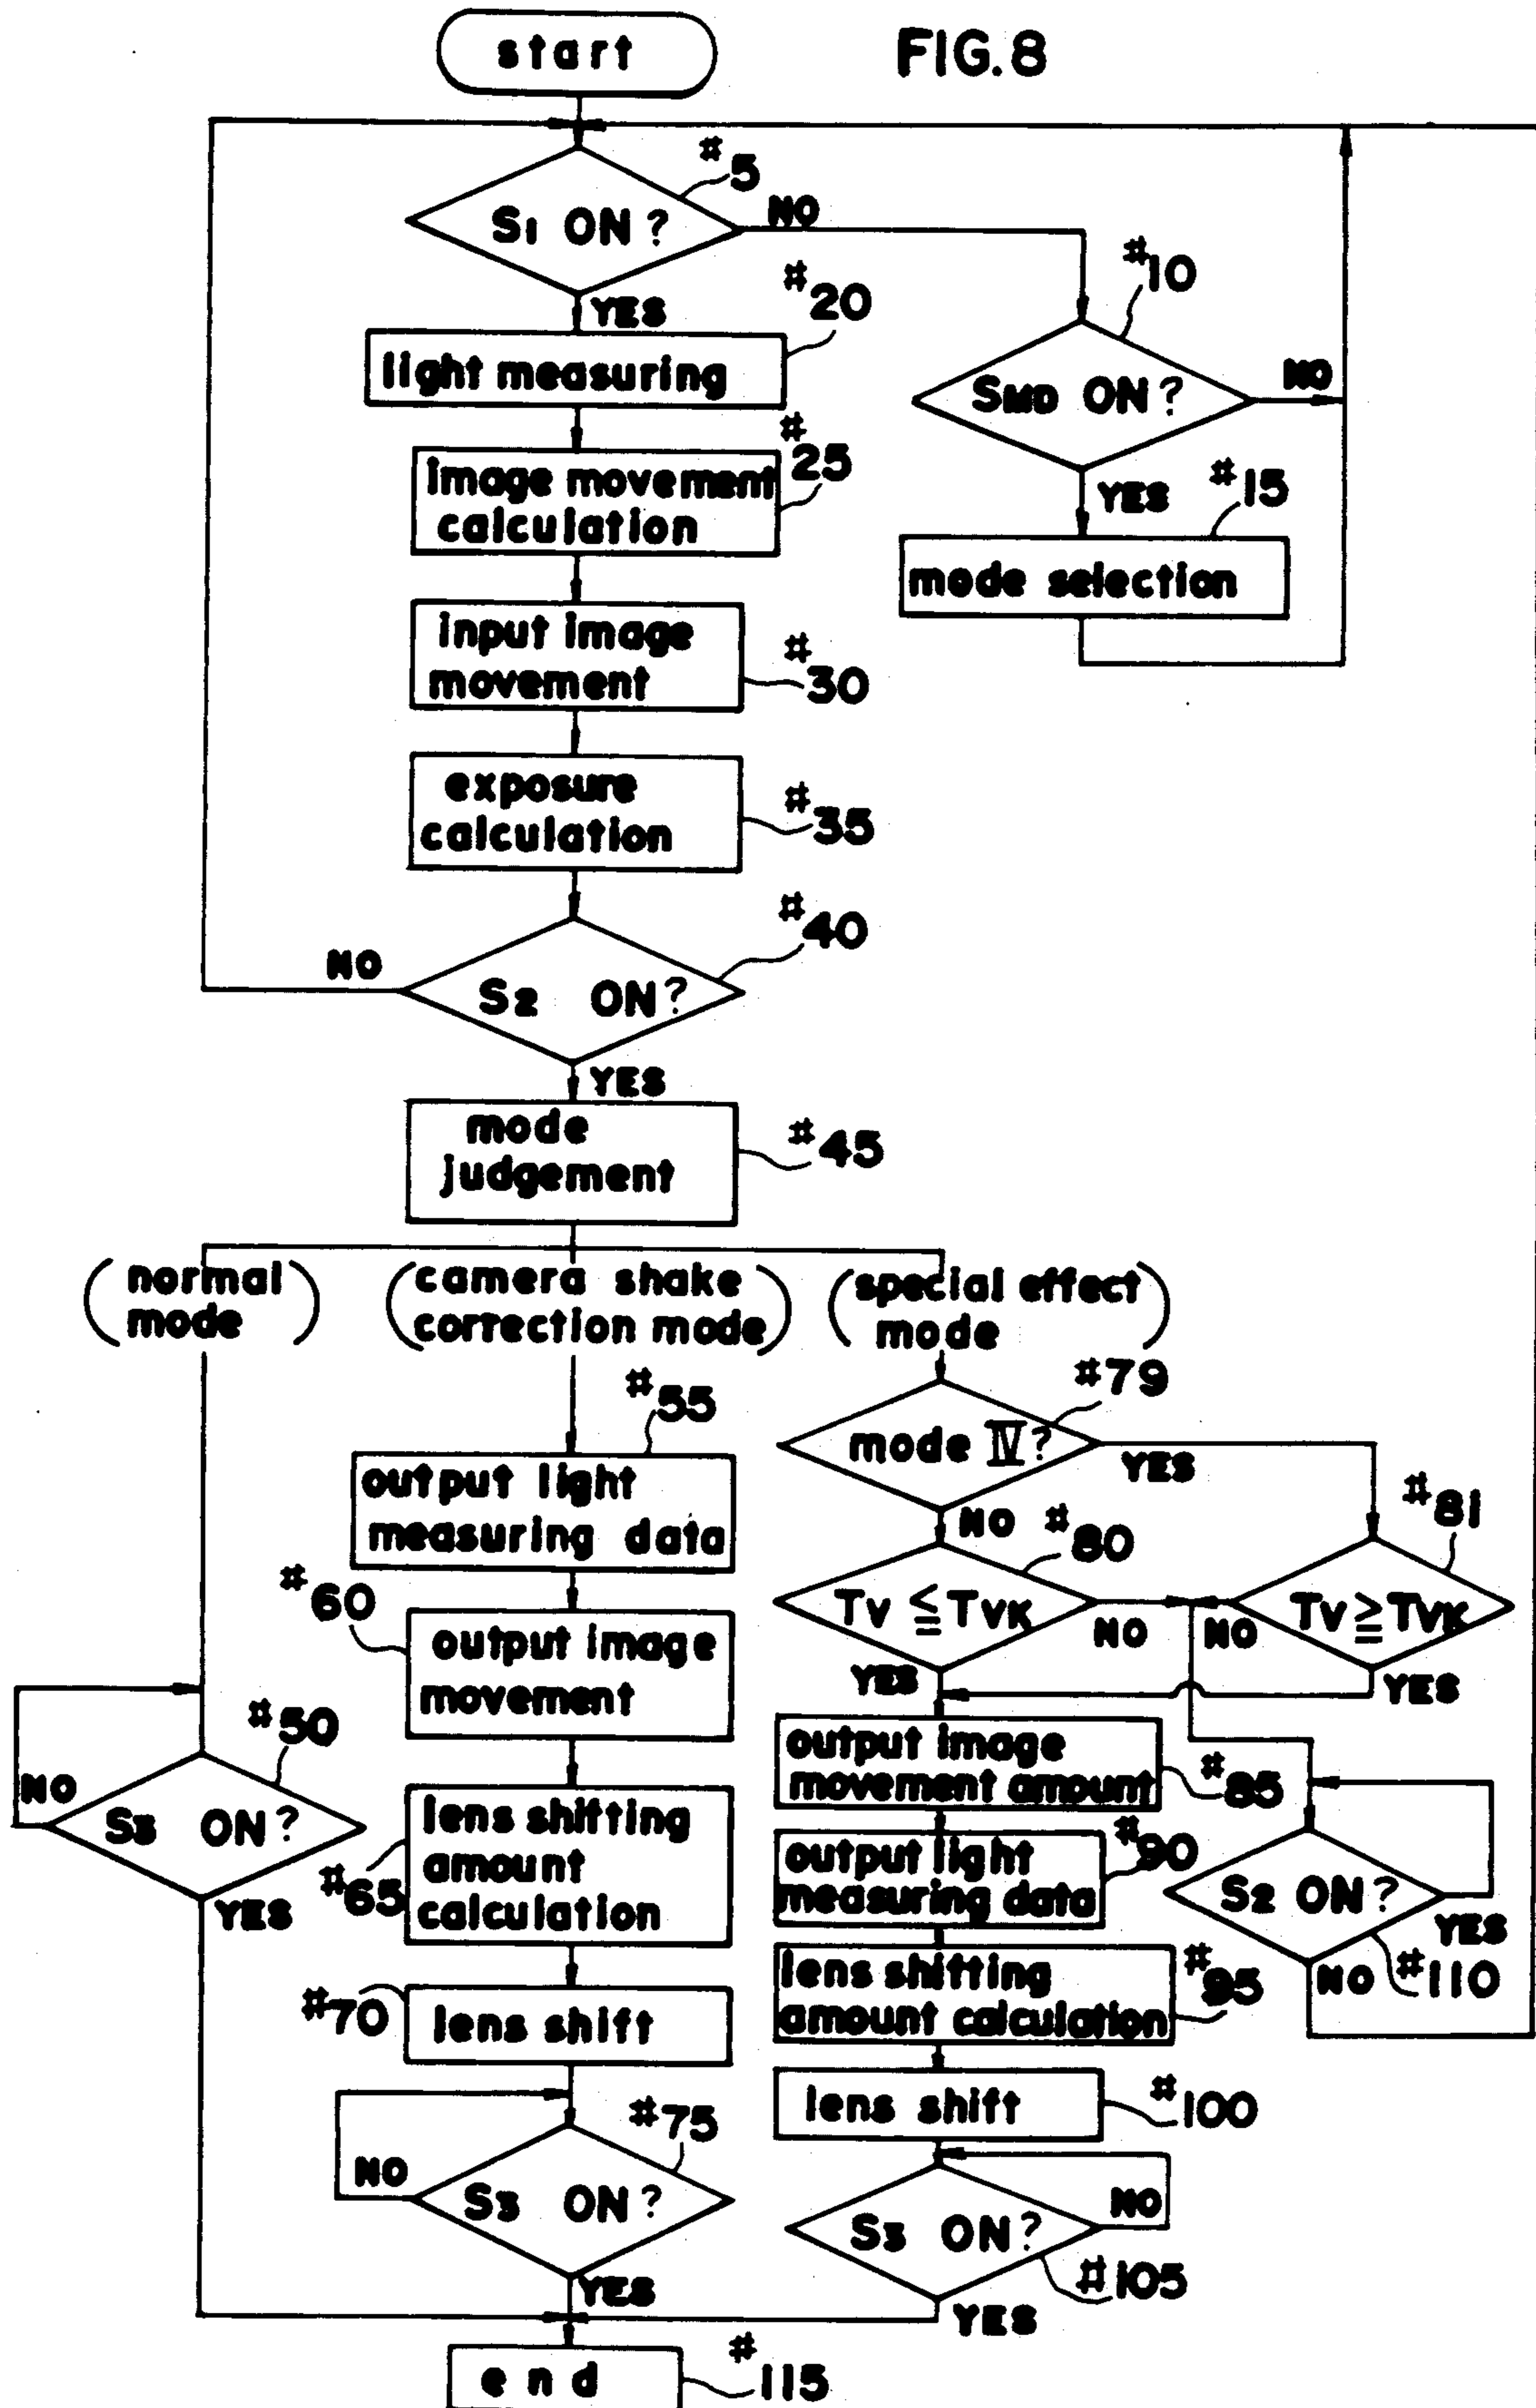 FIG. 8
start
#5
S1 ON?
NO
YES
#10
SMD ON?
NO
YES
#15
mode selection
#20
light measuring
#25
image movement
calculation
input image
movement
#30
exposure
calculation
#35
#40
S2 ON?
NO
YES
mode
judgement
#45
(normal
mode)
(camera shake
correction mode)
(special effect
mode)
#50
S3 ON?
NO
YES
#55
output light
measuring data
#60
output image
movement
#65
lens shifting
amount
calculation
#70
lens shift
#75
S3 ON?
NO
YES
#79
mode IV?
YES
NO
#80
TV ≦ TVK
NO
YES
#81
TV ≧ TVK
NO
YES
output image
movement amount
#85
output light
measuring data
#90
lens shifting
amount calculation
#95
lens shift
#100
S3 ON?
NO
#105
YES
S2 ON?
YES
NO
#110
end
#115